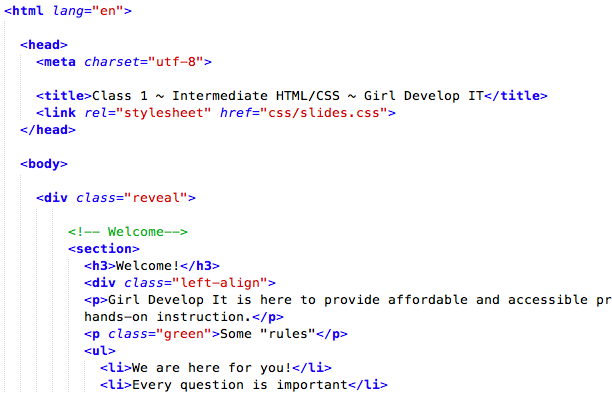 <html lang="en">
<head>
<meta charset="utf-8">
<title>Class 1 ~ Intermediate HTML/CSS ~ Girl Develop IT</title>
<link rel="stylesheet" href="css/slides.css">
</head>
<body>
<div class="reveal">
<!-- Welcome-->
<section>
<h3>Welcome!</h3>
<div class="left-align">
<p>Girl Develop It is here to provide affordable and accessible pr
hands-on instruction.</p>
<p class="green">Some "rules"</p>
<ul>
<li>We are here for you!</li>
<li>Every question is important</li>